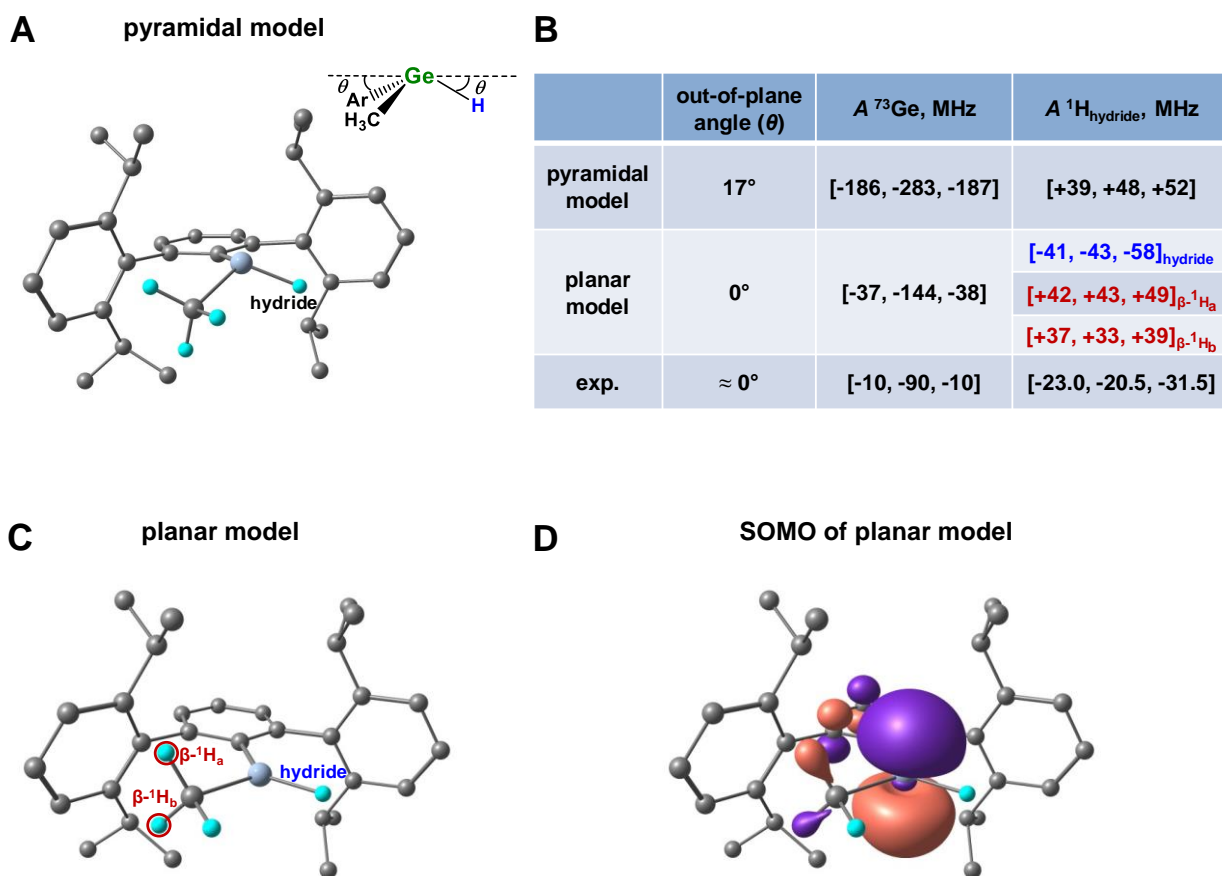 A
pyramidal model
θ
Ge
θ
Ar
H
H₃C
hydride
B
out-of-plane angle (θ)
A ⁷³Ge, MHz
A ¹Hhydride, MHz
pyramidal model
17°
[-186, -283, -187]
[+39, +48, +52]
planar model
0°
[-37, -144, -38]
[-41, -43, -58]hydride
[+42, +43, +49]β-¹Hₐ
[+37, +33, +39]β-¹Hb
exp.
≈ 0°
[-10, -90, -10]
[-23.0, -20.5, -31.5]
C
planar model
β-¹Hₐ
hydride
β-¹Hb
D
SOMO of planar model